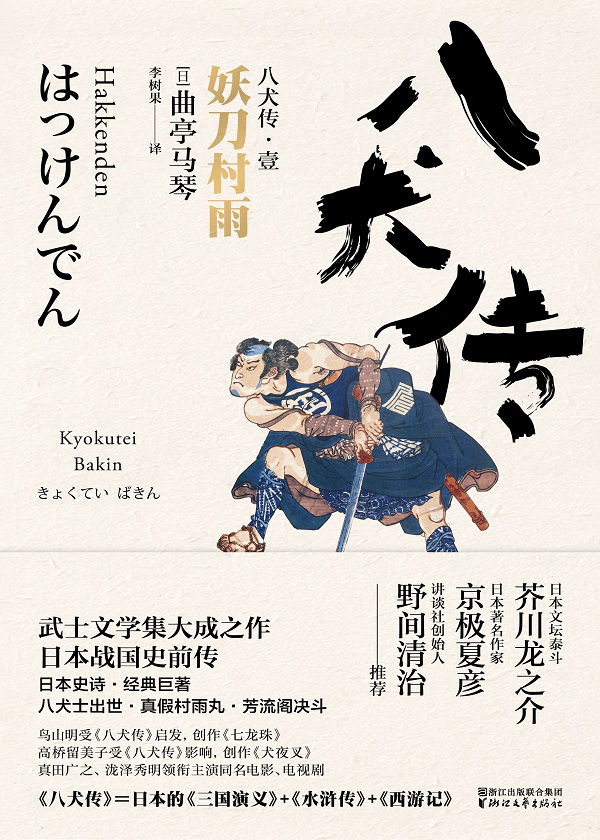 八犬传
八犬传·壹
妖刀村雨
[日]曲亭马琴
李树果——译
Hakkenden
はっけんでん
Kyokutei
Bakin
きょくてい ばきん
日本文坛泰斗
芥川龙之介
日本著名作家
京极夏彦
讲谈社创始人
野间清治
——推荐
武士文学集大成之作
日本战国史前传
日本史诗·经典巨著
八犬士出世·真假村雨丸·芳流阁决斗
鸟山明受《八犬传》启发，创作《七龙珠》
高桥留美子受《八犬传》影响，创作《犬夜叉》
真田广之、泷泽秀明领衔主演同名电影、电视剧
《八犬传》＝日本的《三国演义》+《水浒传》+《西游记》
浙江出版联合集团
浙江文艺出版社